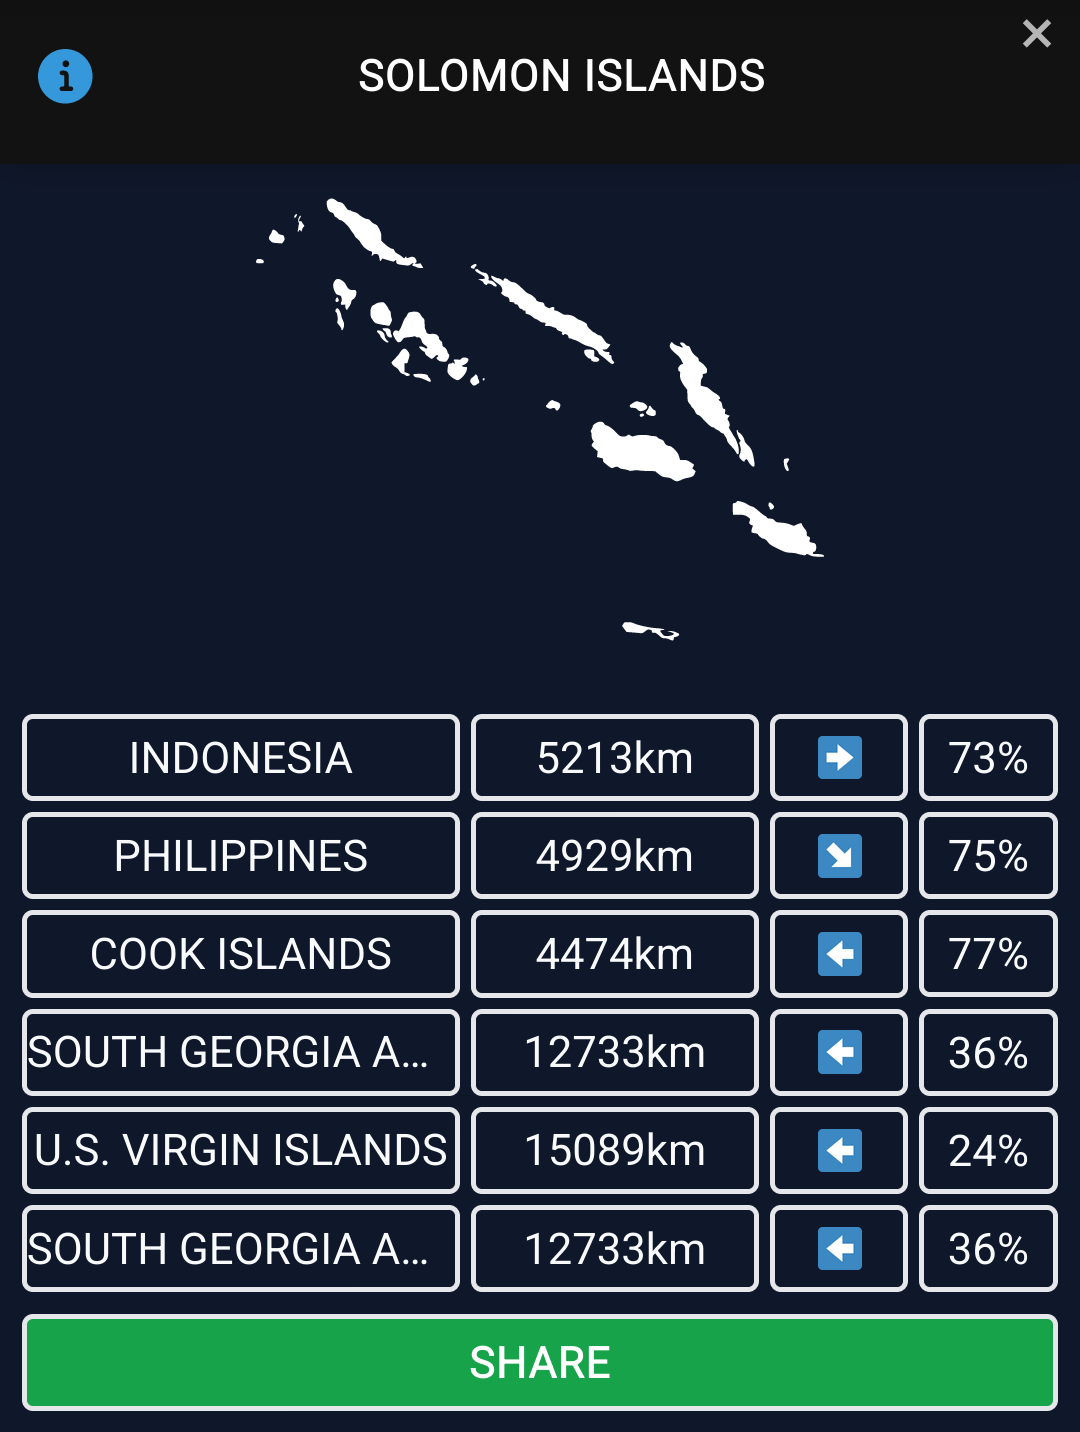 SOLOMON ISLANDS
INDONESIA 5213km 73%
PHILIPPINES 4929km 75%
COOK ISLANDS 4474km 77%
SOUTH GEORGIA A... 12733km 36%
U.S. VIRGIN ISLANDS 15089km 24%
SOUTH GEORGIA A... 12733km 36%
SHARE